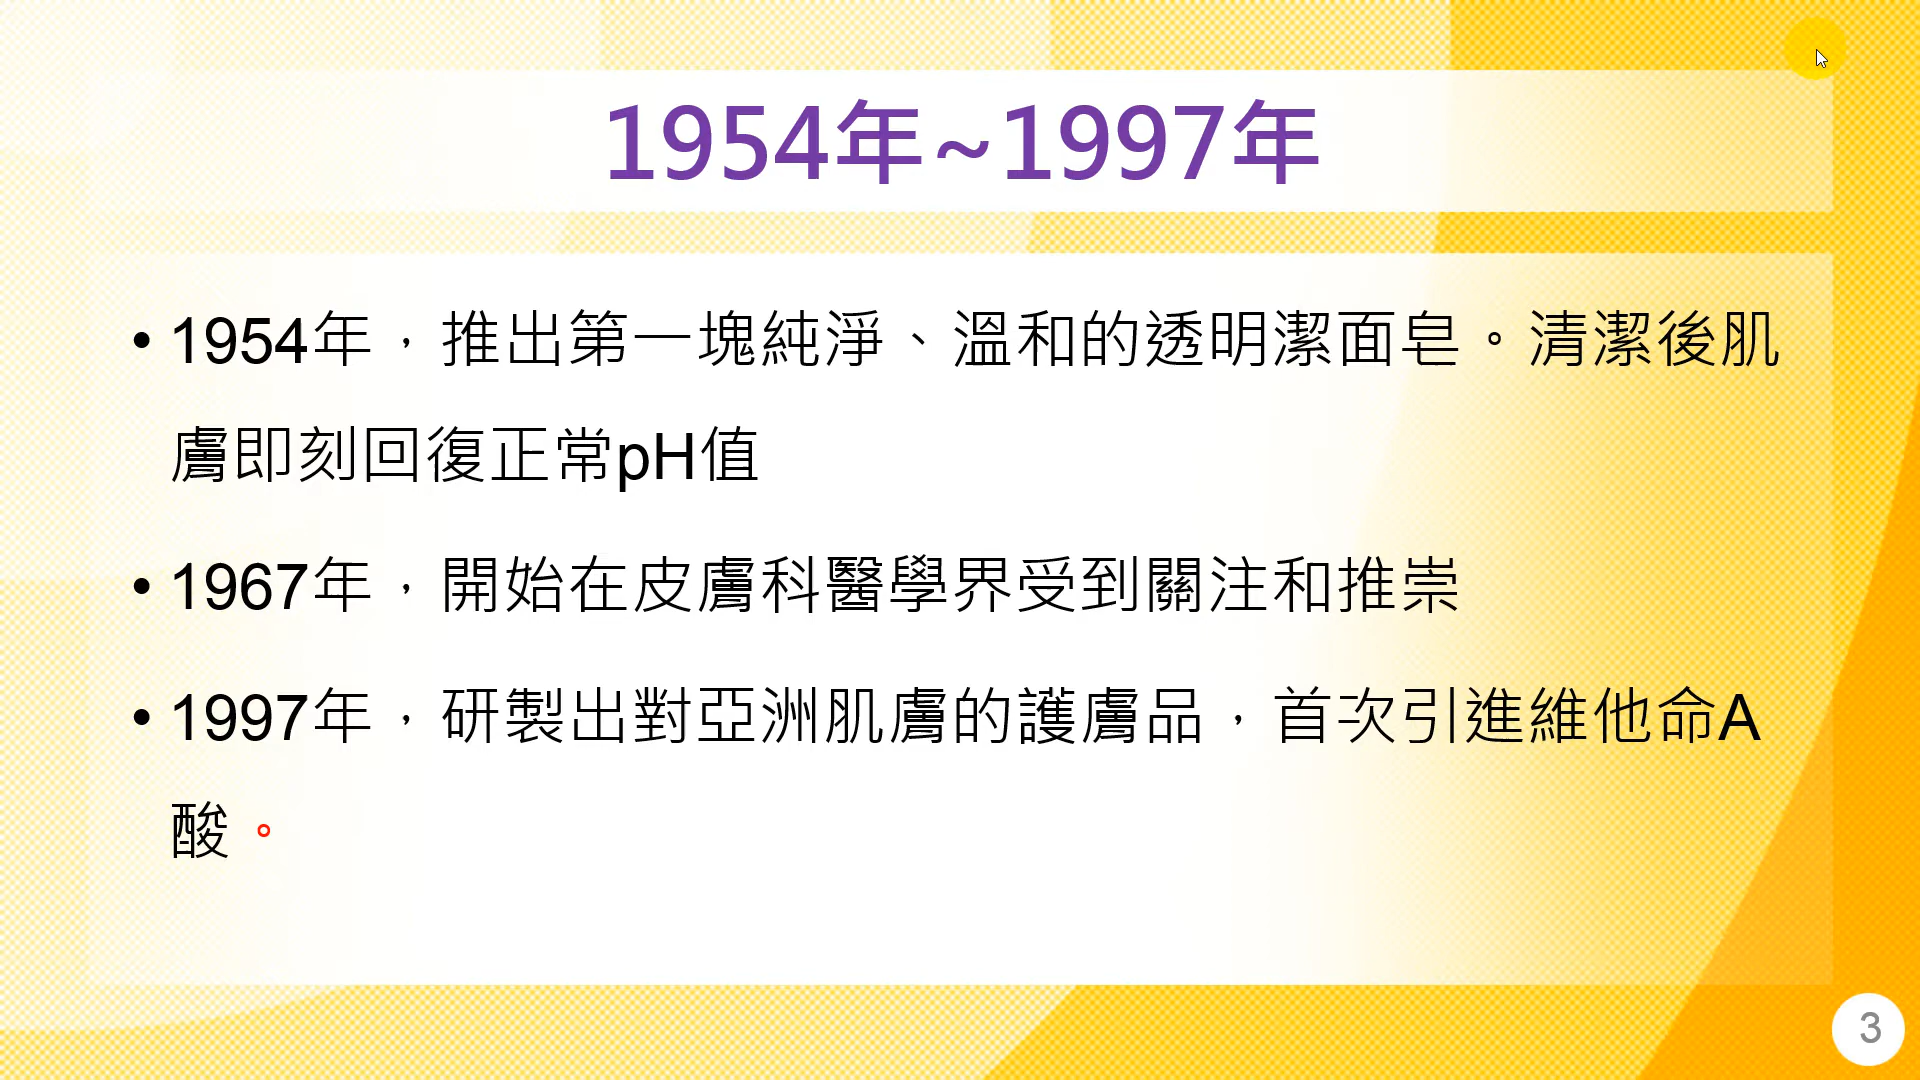 1954年~1997年
• 1954年，推出第一塊純淨、溫和的透明潔面皂。清潔後肌
膚即刻回復正常pH值
• 1967年，開始在皮膚科醫學界受到關注和推崇
• 1997年，研製出對亞洲肌膚的護膚品，首次引進維他命A
酸。
3